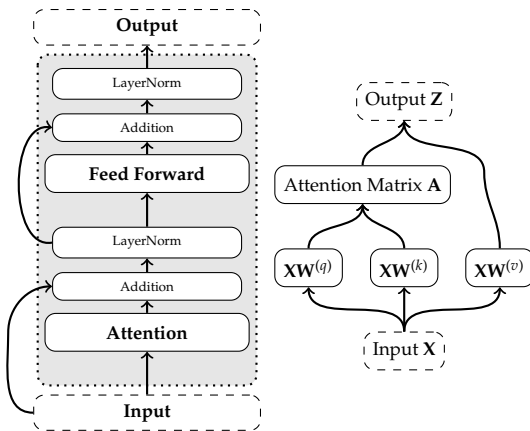 Output
LayerNorm
Addition
Feed Forward
LayerNorm
Addition
Attention
Input
Output Z
Attention Matrix A
XW^(q) XW^(k) XW^(v)
Input X